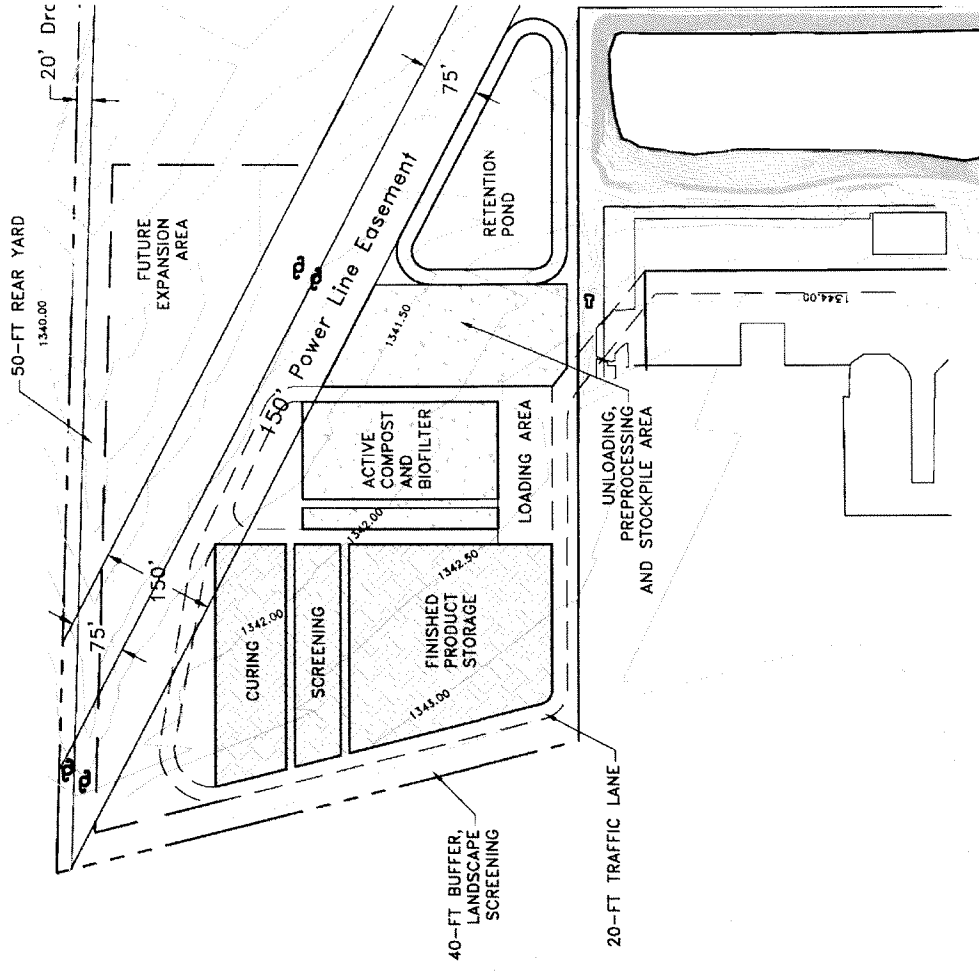 20' Drc
50-FT REAR YARD
1340.00
FUTURE
EXPANSION
AREA
75'
150' Power Line Easement
RETENTION
POND
1341.50
150'
75'
ACTIVE
COMPOST
AND
BIOFILTER
LOADING AREA
1342.00
1342.00
1342.50
CURING
SCREENING
FINISHED
PRODUCT
STORAGE
1343.00
1344.00
UNLOADING,
PREPROCESSING
AND STOCKPILE AREA
40-FT BUFFER,
LANDSCAPE
SCREENING
20-FT TRAFFIC LANE